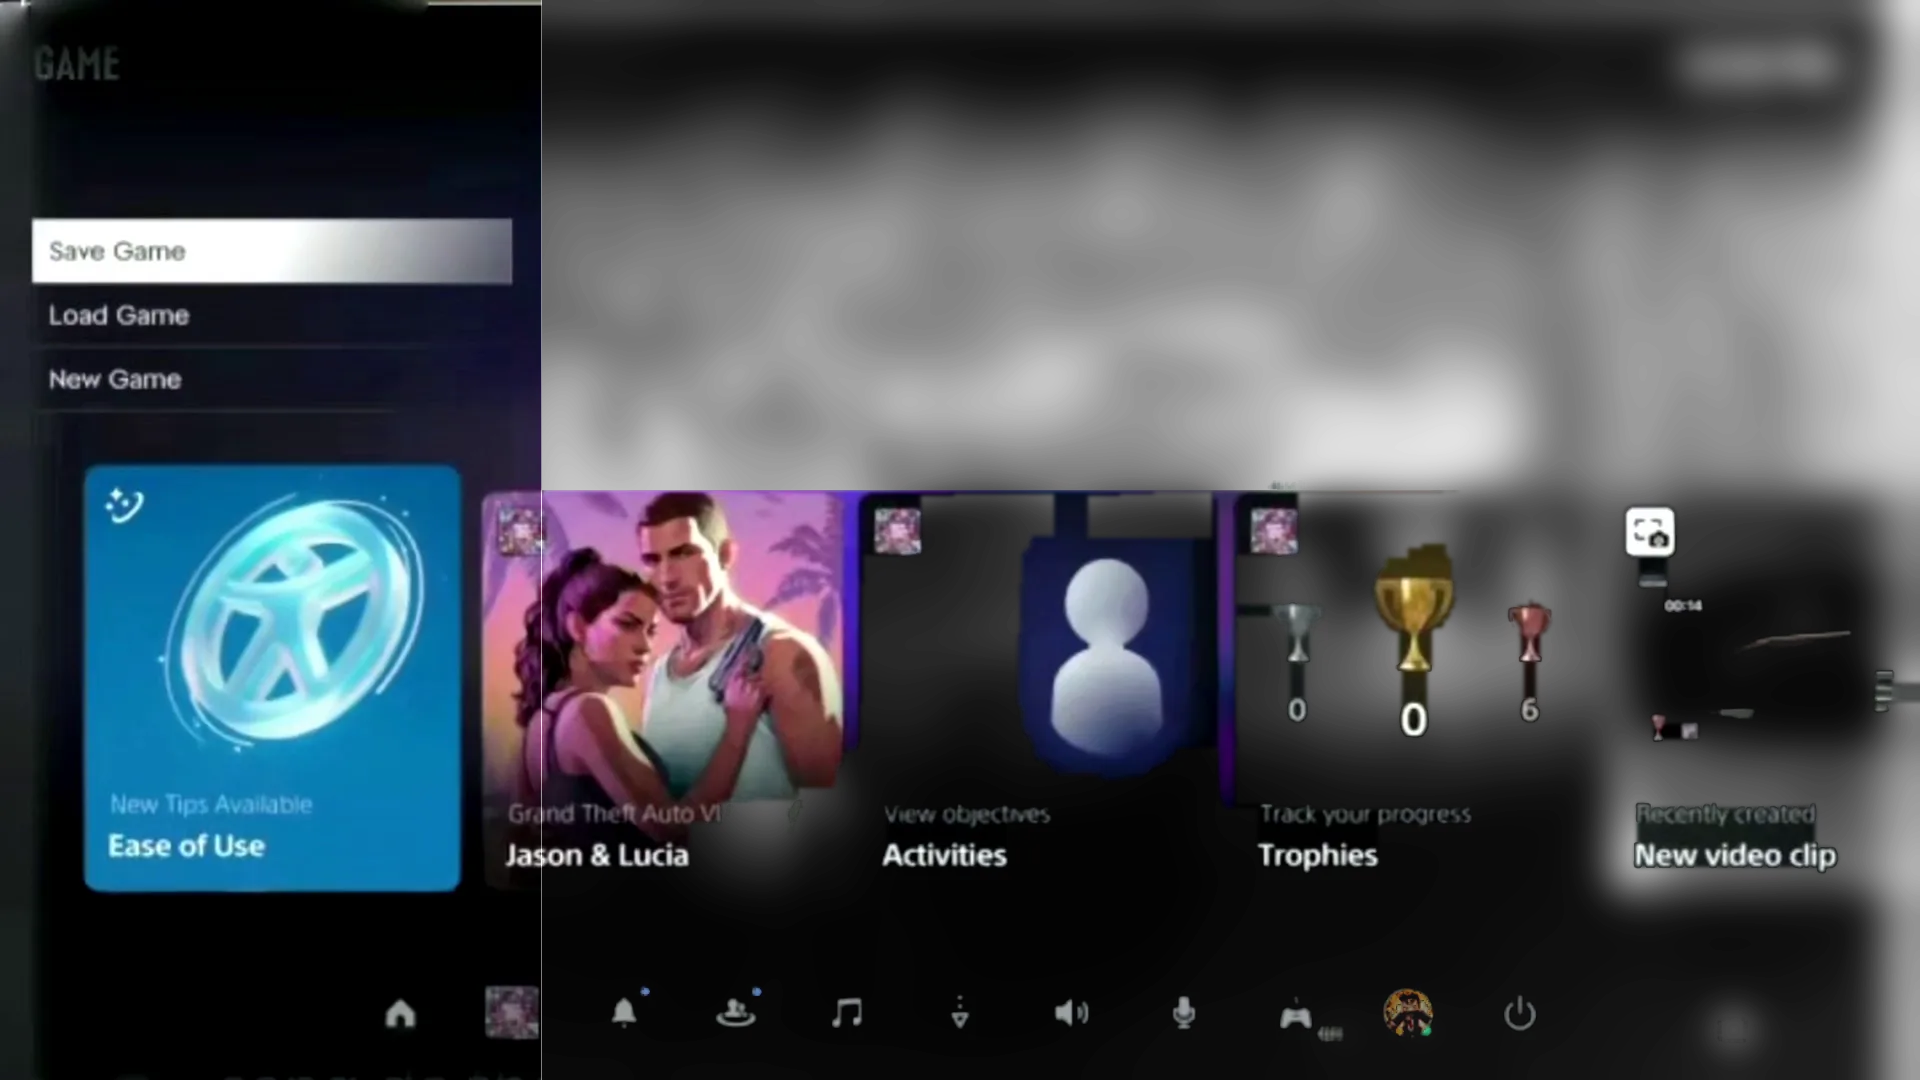 GAME
Save Game
Load Game
New Game
New Tips Available
Ease of Use
Grand Theft Auto VI
Jason & Lucia
View objectives
Activities
0
0
6
Track your progress
Trophies
00:14
Recently created
New video clip